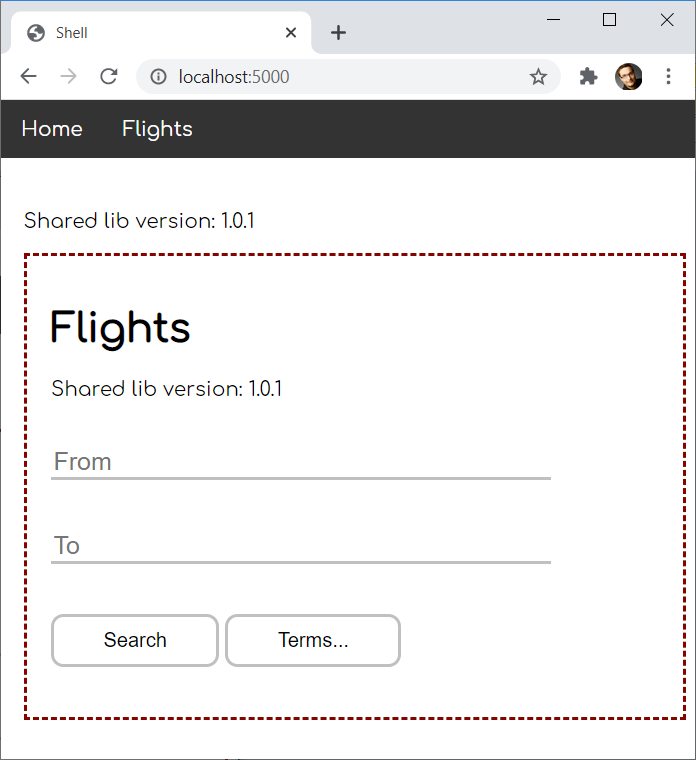 Shell
localhost:5000
Home Flights
Shared lib version: 1.0.1
Flights
Shared lib version: 1.0.1
From
To
Search Terms...